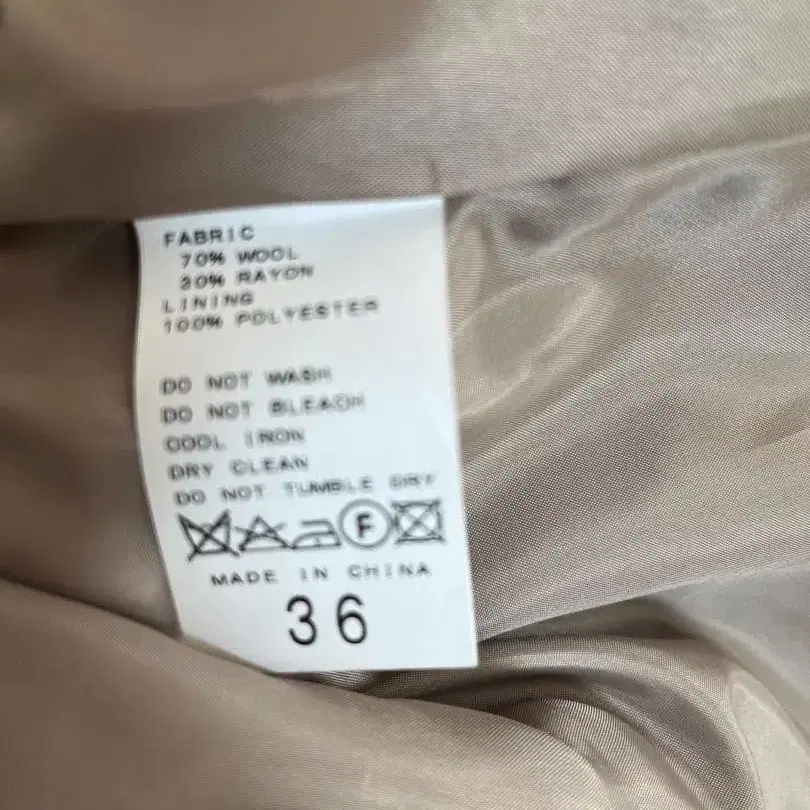 FABRIC
70% WOOL
30% RAYON
LINING
100% POLYESTER
DO NOT WASH
DO NOT BLEACH
COOL IRON
DRY CLEAN
DO NOT TUMBLE DRY
F
MADE IN CHINA
36